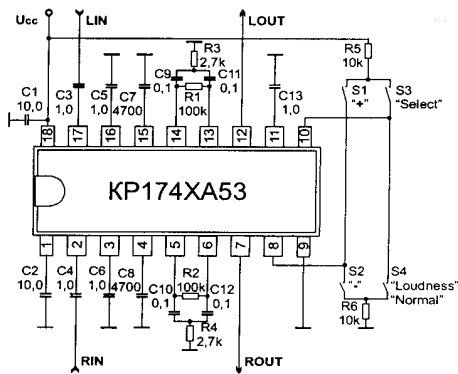 Ucc
LIN
LOUT
R3
2,7k
R5
10k
C1
10,0
C3
1,0
C5
1,0
C7
4700
C9
0,1
C11
0,1
R1
100k
C13
1,0
S1
"+"
S3
"Select"
18
17
16
15
14
13
12
11
10
КР174ХА53
1
2
3
4
5
6
7
8
9
C2
10,0
C4
1,0
C6
1,0
C8
4700
C10
0,1
R2
100k
C12
0,1
R4
2,7k
S2
"-"
S4
"Loudness"
"Normal"
R6
10k
RIN
ROUT